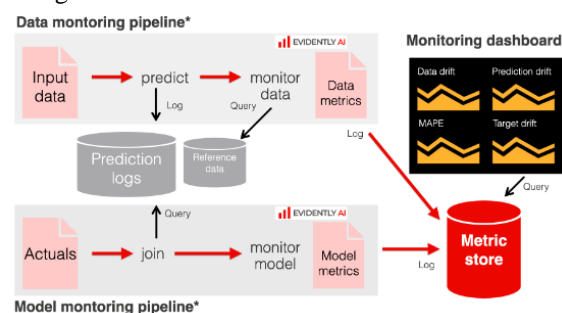 Data montoring pipeline*
EVIDENTLY AI
Monitoring dashboard
Input
data
predict
monitor
data
Data
metrics
Log
Query
Prediction
logs
Reference
data
Log
Data drift
Prediction drift
MAPE
Target drift
Query
Query
EVIDENTLY AI
Actuals
join
monitor
model
Model
metrics
Log
Metric
store
Model montoring pipeline*